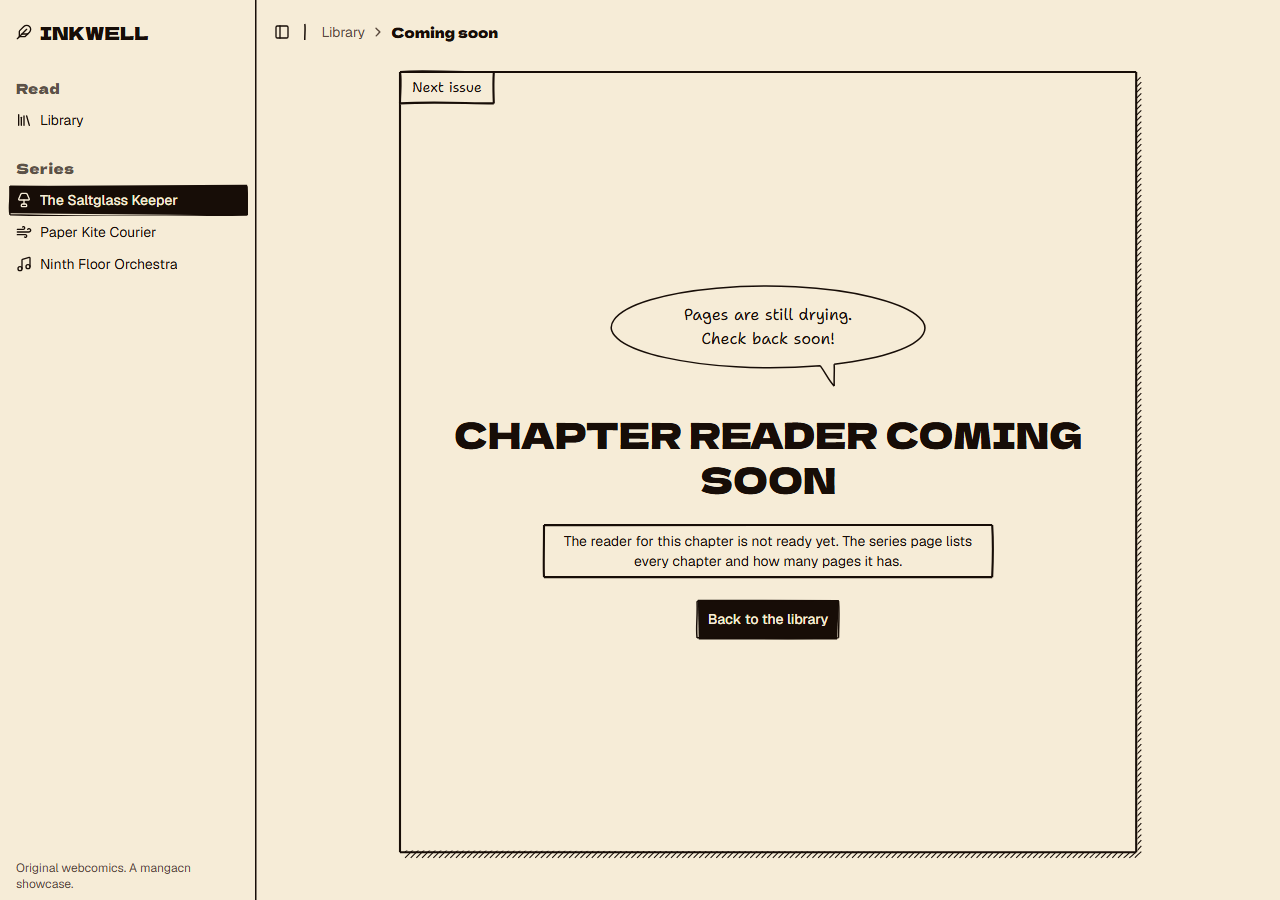 INKWELL
Read
Library
Series
The Saltglass Keeper
Paper Kite Courier
Ninth Floor Orchestra
Original webcomics. A mangacn
showcase.
Library
Coming soon
Next issue
Pages are still drying.
Check back soon!
CHAPTER READER COMING
SOON
The reader for this chapter is not ready yet. The series page lists
every chapter and how many pages it has.
Back to the library